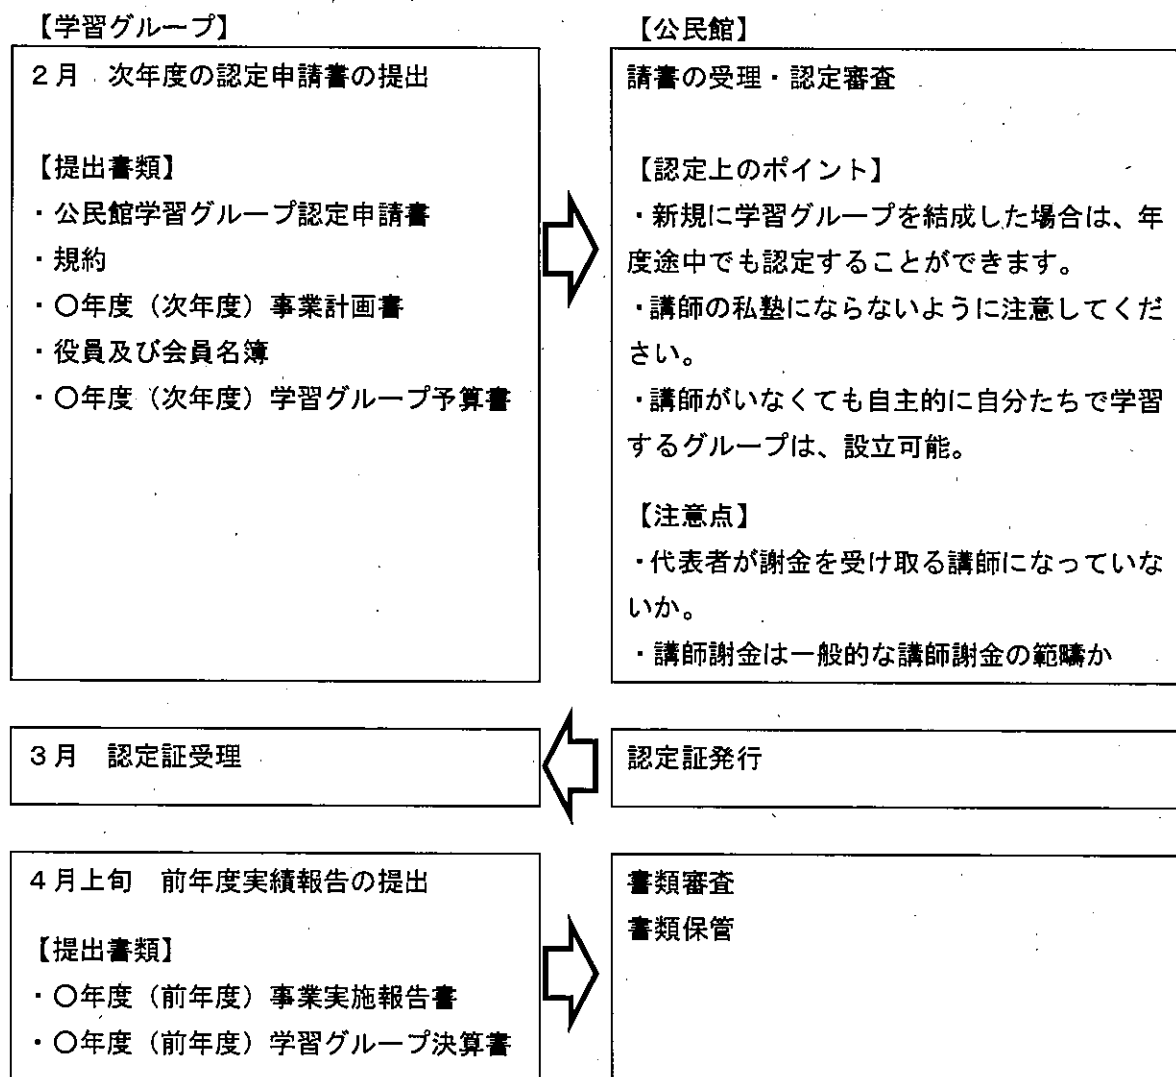 【学習グループ】
2月 次年度の認定申請書の提出
【提出書類】
・公民館学習グループ認定申請書
・規約
・〇年度（次年度）事業計画書
・役員及び会員名簿
・〇年度（次年度）学習グループ予算書
【公民館】
請書の受理・認定審査
【認定上のポイント】
・新規に学習グループを結成した場合は、年
度途中でも認定することができます。
・講師の私塾にならないように注意してくだ
さい。
・講師がいなくても自主的に自分たちで学習
するグループは、設立可能。
【注意点】
・代表者が謝金を受け取る講師になっていな
いか。
・講師謝金は一般的な講師謝金の範疇か
3月　認定証受理
認定証発行
4月上旬　前年度実績報告の提出
【提出書類】
・〇年度（前年度）事業実施報告書
・〇年度（前年度）学習グループ決算書
書類審査
書類保管